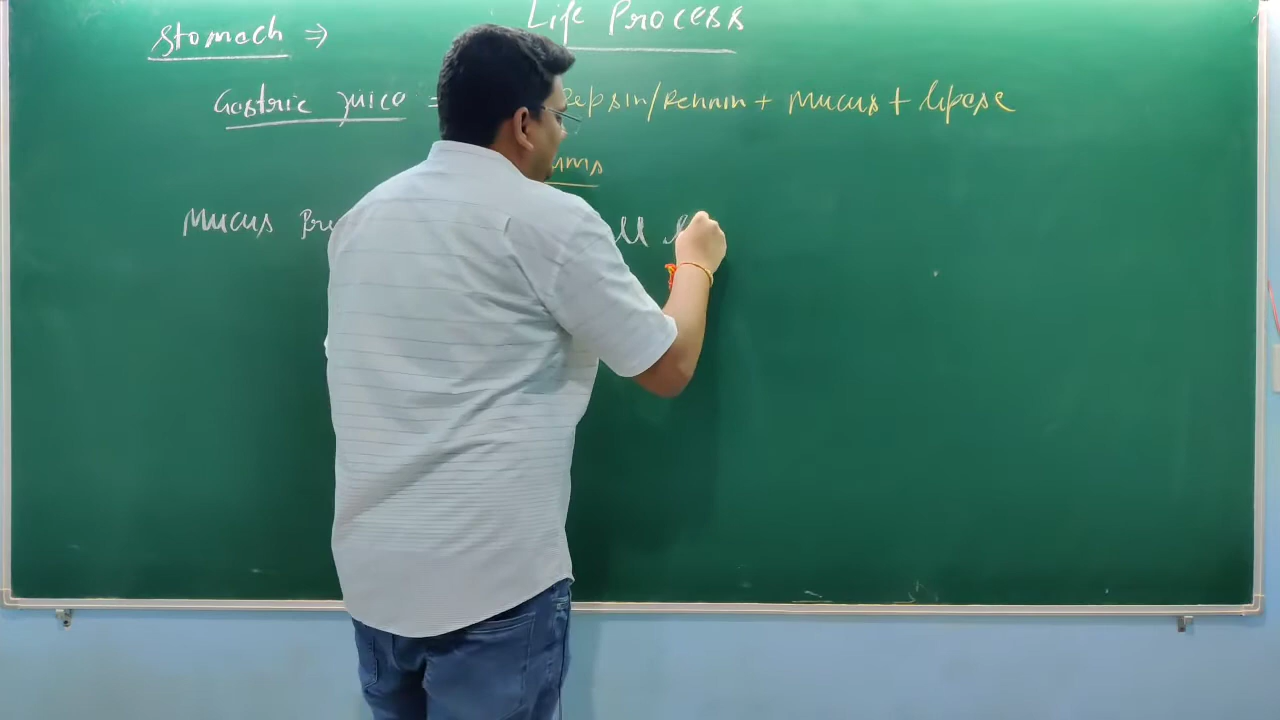 Life Process
Stomach ⇒
Gastric juice = Pepsin/Rennin + Mucus + lipase
Mucus